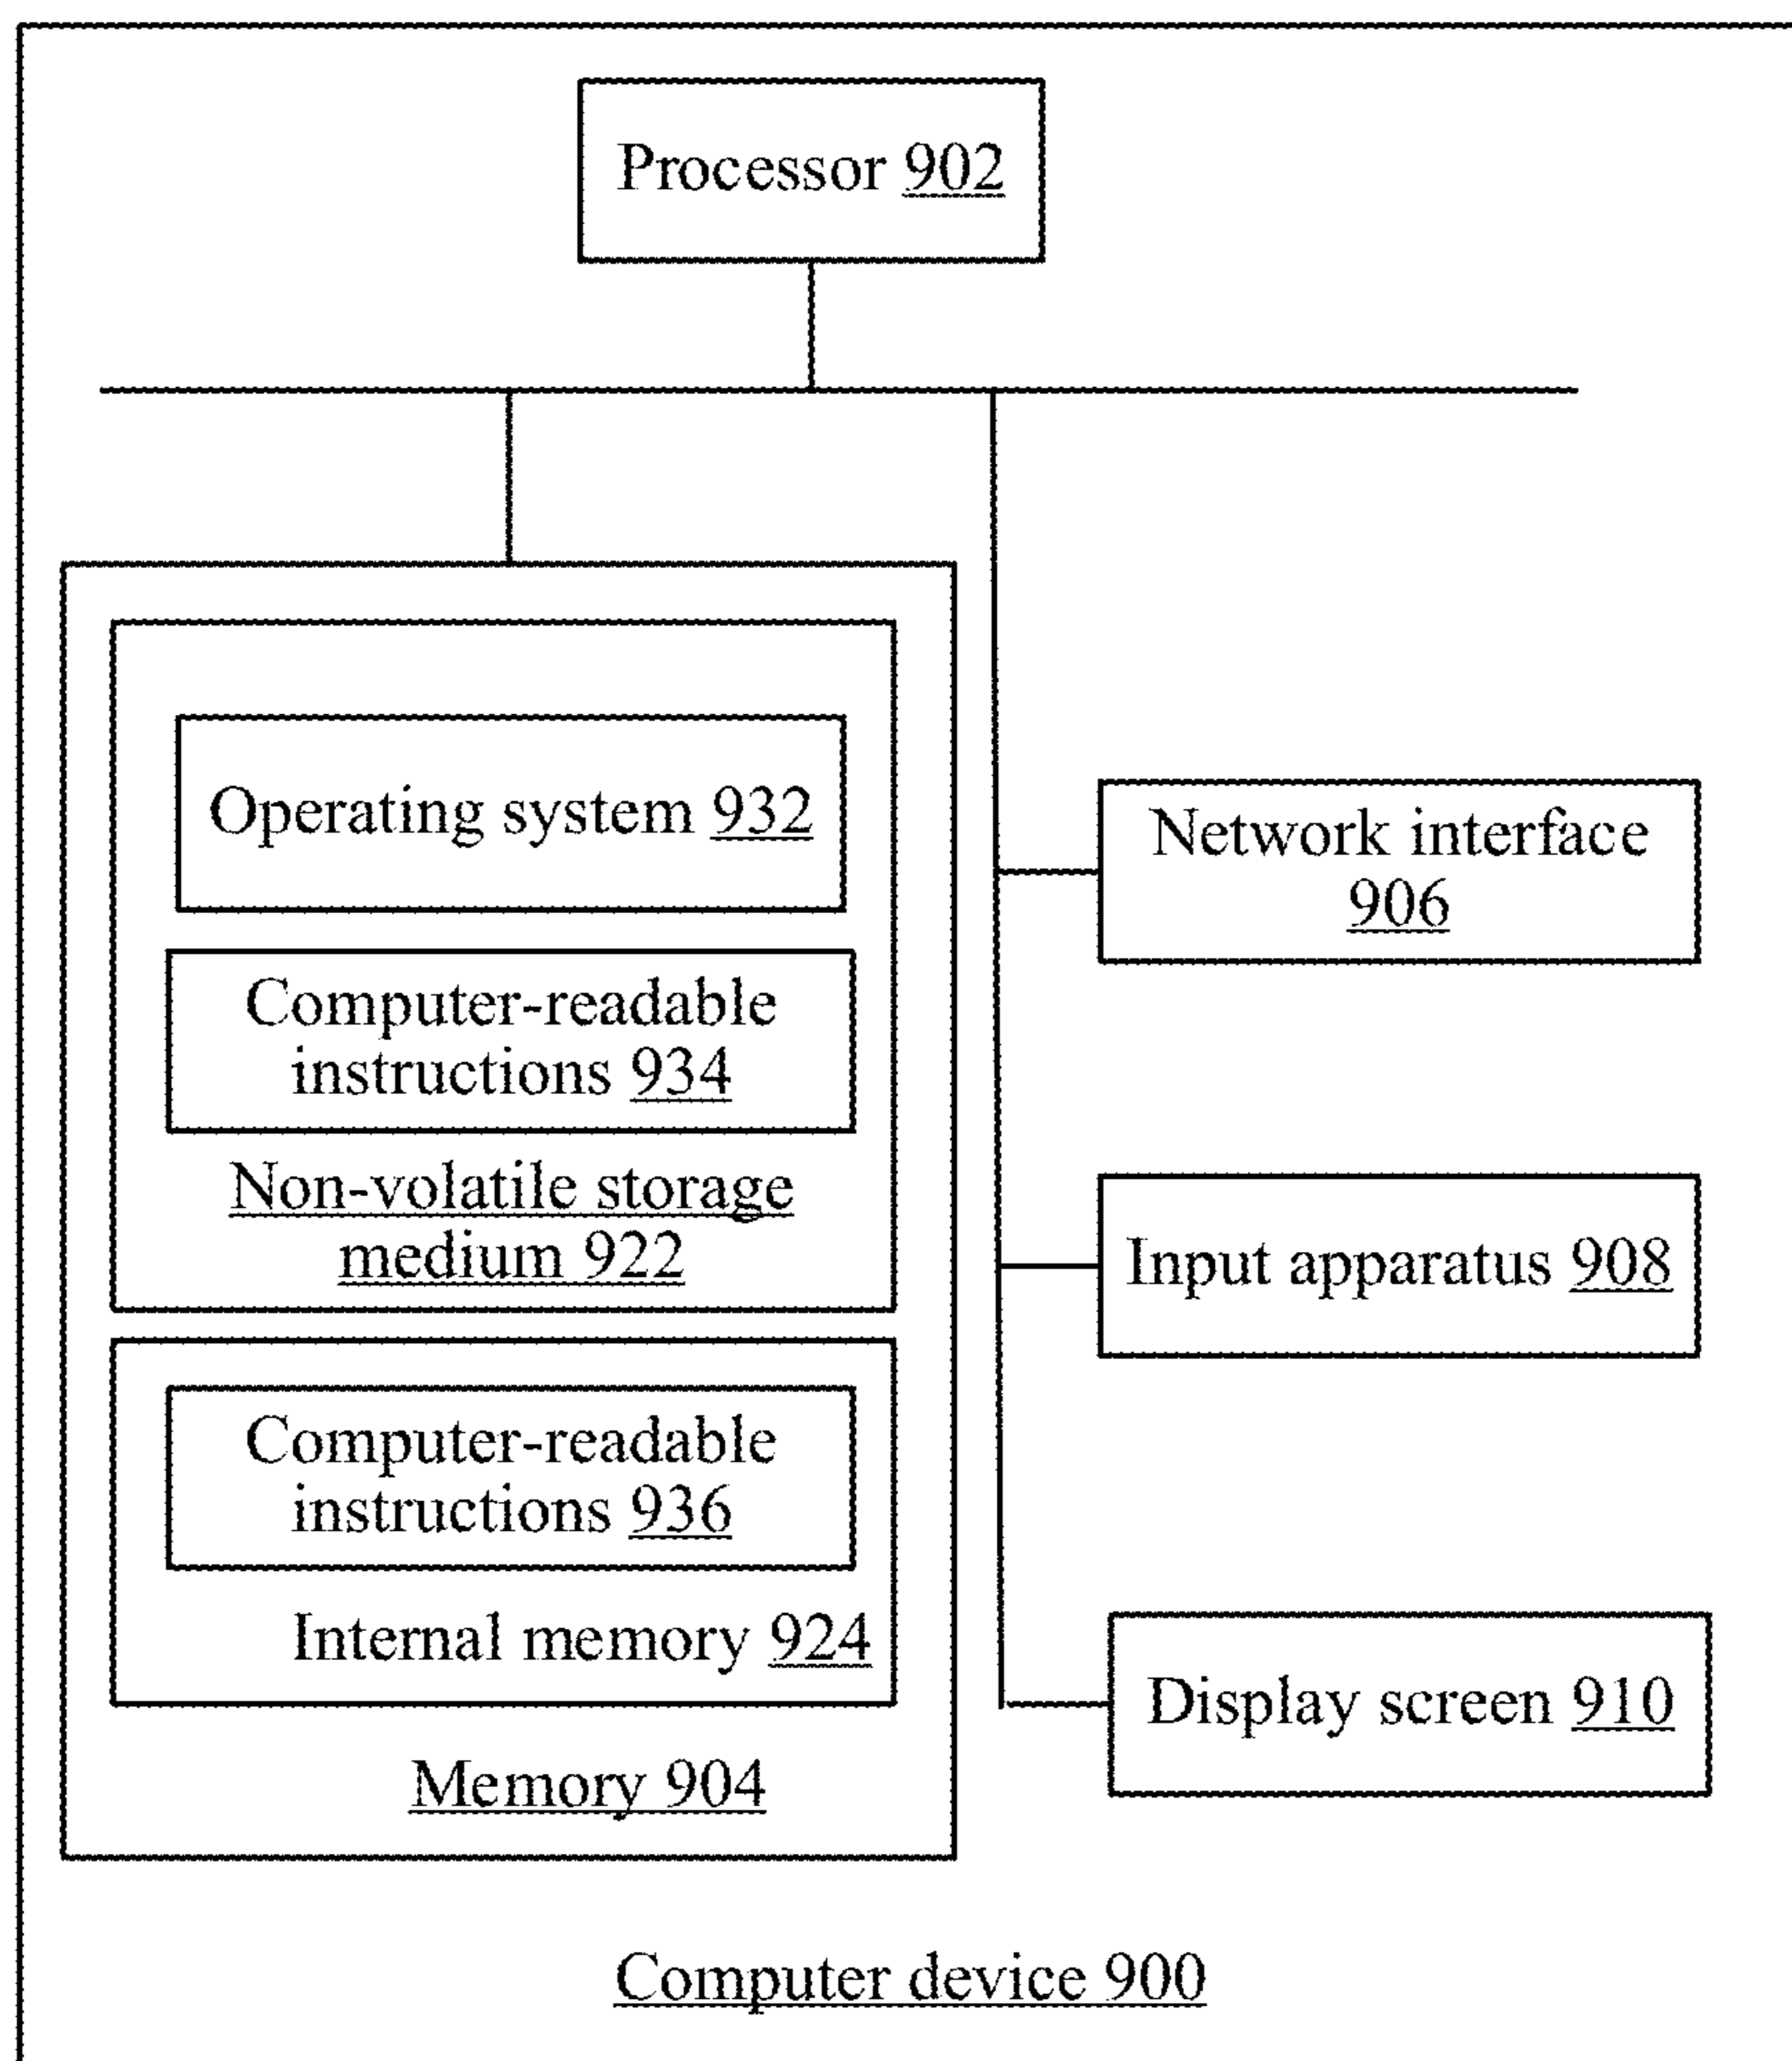 Processor 902
Operating system 932
Computer-readable
instructions 934
Non-volatile storage
medium 922
Computer-readable
instructions 936
Internal memory 924
Memory 904
Network interface
906
Input apparatus 908
Display screen 910
Computer device 900